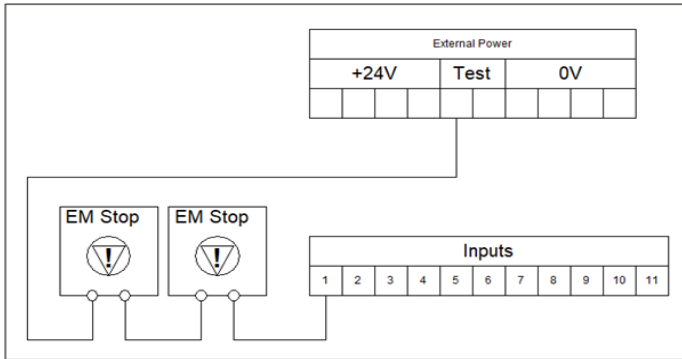 External Power
+24V Test 0V
EM Stop EM Stop
! !
Inputs
1 2 3 4 5 6 7 8 9 10 11